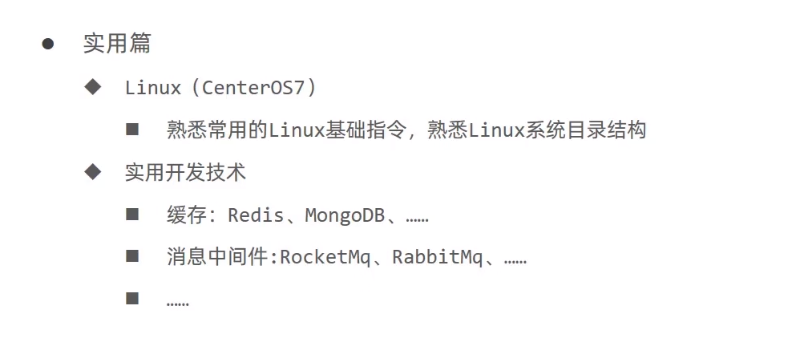 ● 实用篇
◆ Linux（CenterOS7）
■ 熟悉常用的Linux基础指令，熟悉Linux系统目录结构
◆ 实用开发技术
■ 缓存：Redis、MongoDB、……
■ 消息中间件:RocketMq、RabbitMq、……
■ ……